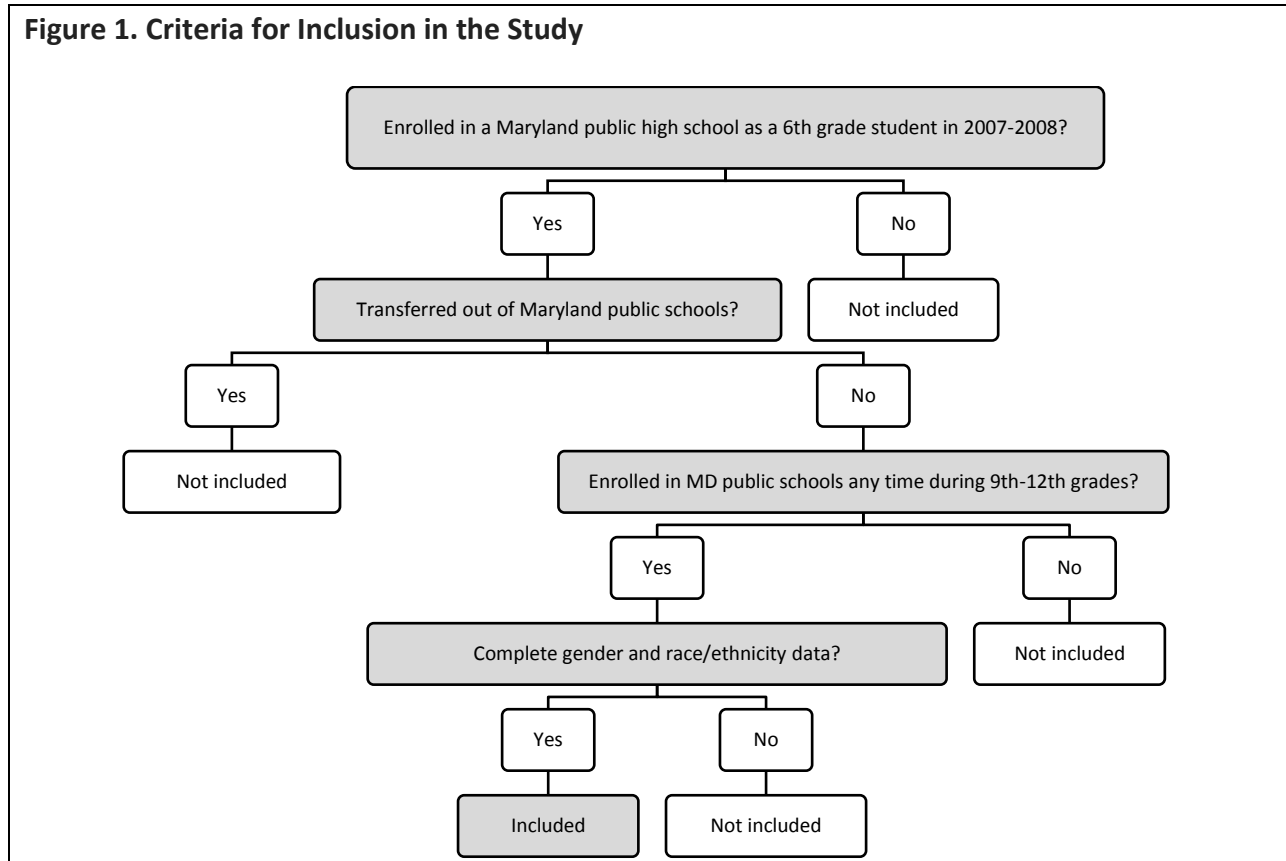 Figure 1. Criteria for Inclusion in the Study
Enrolled in a Maryland public high school as a 6th grade student in 2007-2008?
Yes
No
Transferred out of Maryland public schools?
Not included
Yes
No
Not included
Enrolled in MD public schools any time during 9th-12th grades?
Yes
No
Complete gender and race/ethnicity data?
Not included
Yes
No
Included
Not included